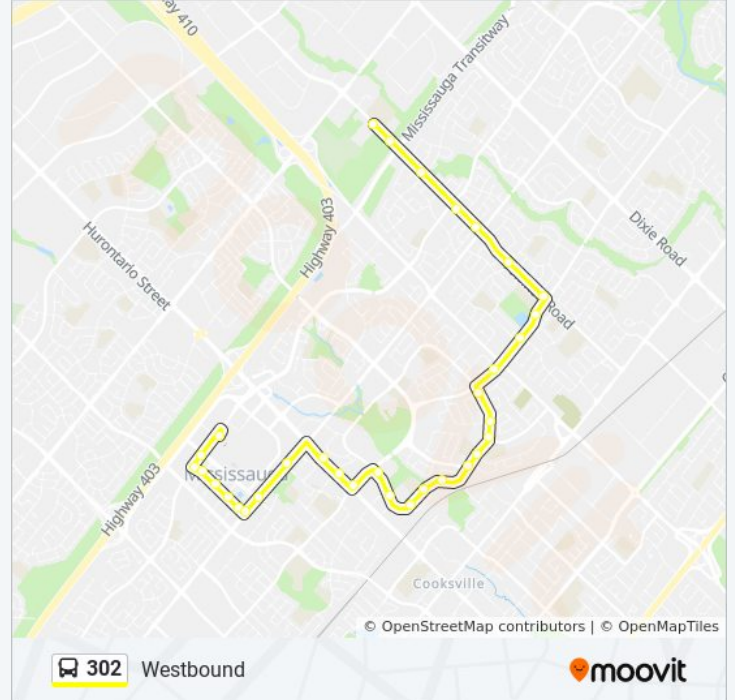 way 410
Mississauga Transitway
Highway 403
Dixie Road
Hurontario Street
Road
Mississauga
Highway 403
Cooksville
© OpenStreetMap contributors | © OpenMapTiles
302 Westbound
moovit